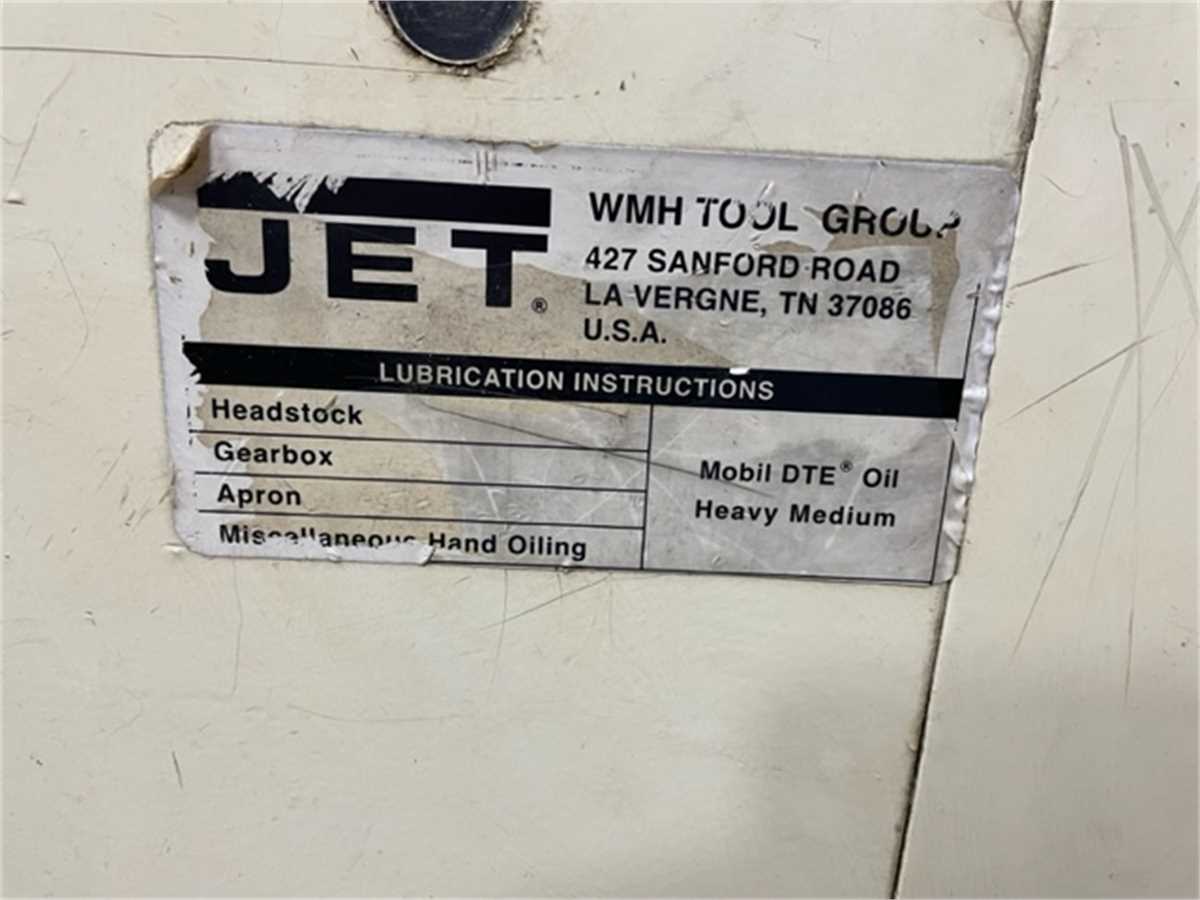 JET®
WMH TOOL GROUP
427 SANFORD ROAD
LA VERGNE, TN 37086
U.S.A.
LUBRICATION INSTRUCTIONS
Headstock
Gearbox
Apron
Miscellaneous Hand Oiling
Mobil DTE® Oil
Heavy Medium